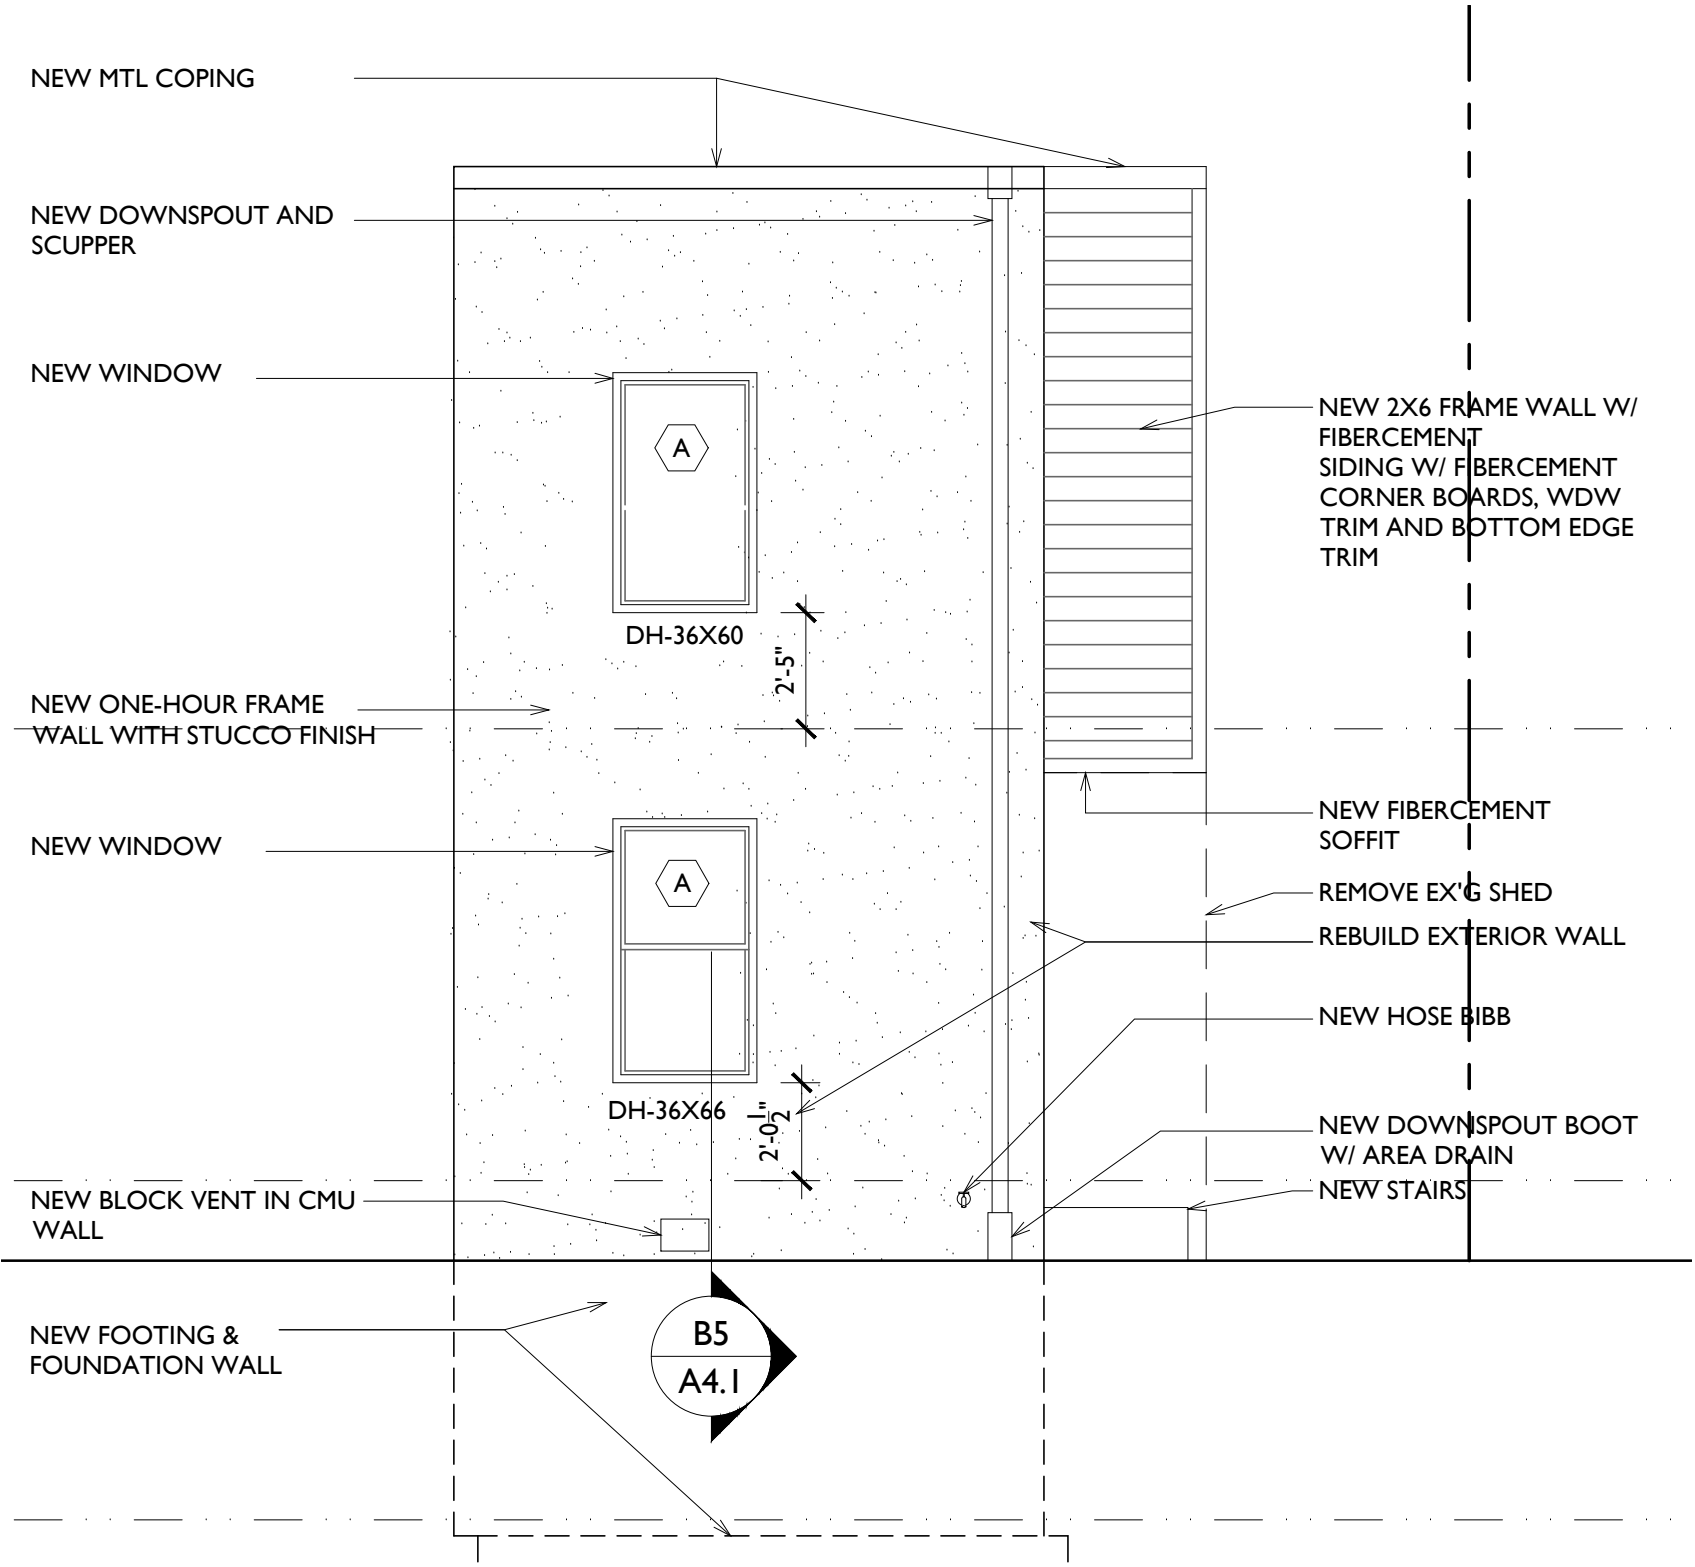 NEW MTL COPING
NEW DOWNSPOUT AND
SCUPPER
NEW WINDOW
A
NEW 2X6 FRAME WALL W/
FIBERCEMENT
SIDING W/ FIBERCEMENT
CORNER BOARDS, WDW
TRIM AND BOTTOM EDGE
TRIM
DH-36X60
2'-5"
NEW ONE-HOUR FRAME
WALL WITH STUCCO FINISH
NEW FIBERCEMENT
SOFFIT
NEW WINDOW
A
REMOVE EX'G SHED
REBUILD EXTERIOR WALL
NEW HOSE BIBB
DH-36X66
2'-0 1/2"
NEW DOWNSPOUT BOOT
W/ AREA DRAIN
NEW STAIRS
NEW BLOCK VENT IN CMU
WALL
NEW FOOTING &
FOUNDATION WALL
B5
A4.1